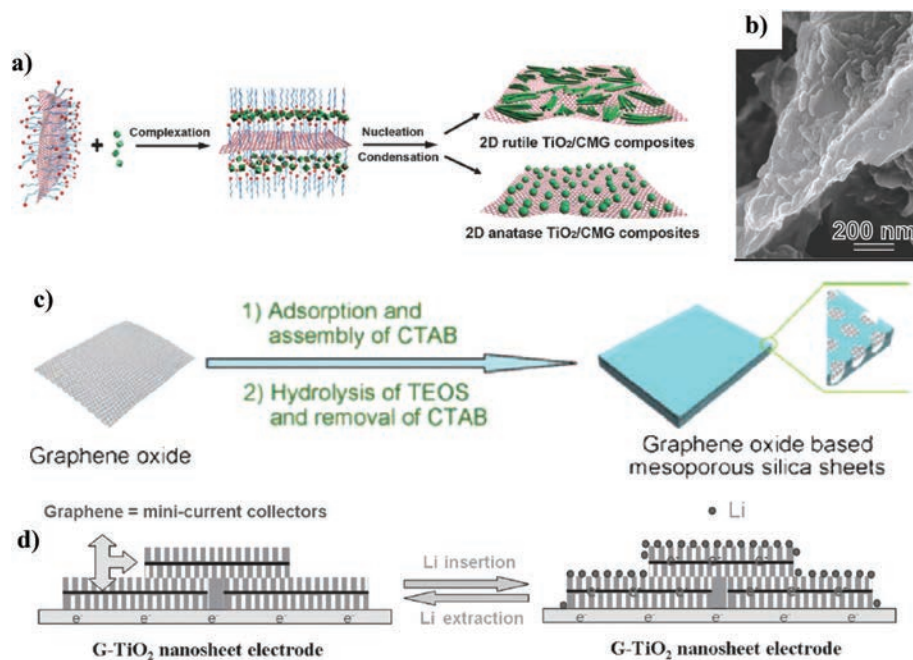 a)
Complexation
Nucleation
Condensation
2D rutile TiO₂/CMG composites
2D anatase TiO₂/CMG composites
b)
200 nm
c)
1) Adsorption and
assembly of CTAB
2) Hydrolysis of TEOS
and removal of CTAB
Graphene oxide
Graphene oxide based
mesoporous silica sheets
Graphene = mini-current collectors
Li
d)
Li insertion
Li extraction
e⁻ e⁻ e⁻ e⁻ e⁻
e⁻ e⁻ e⁻ e⁻ e⁻
G-TiO₂ nanosheet electrode
G-TiO₂ nanosheet electrode